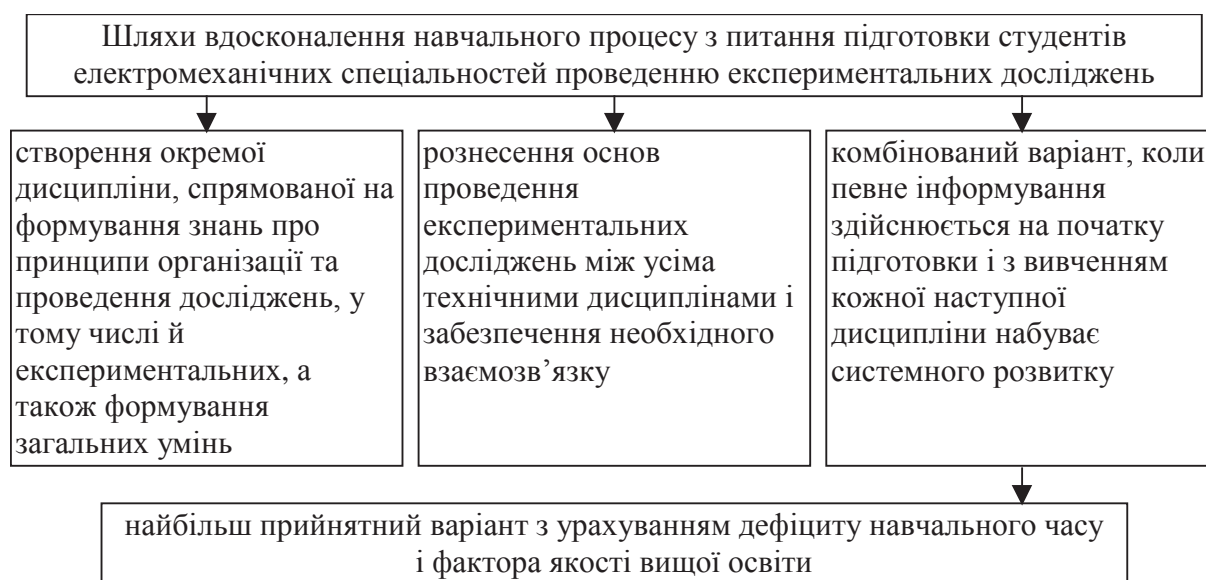 Шляхи вдосконалення навчального процесу з питання підготовки студентів
електромеханічних спеціальностей проведенню експериментальних досліджень
створення окремої
дисципліни, спрямованої на
формування знань про
принципи організації та
проведення досліджень, у
тому числі й
експериментальних, а
також формування
загальних умінь
рознесення основ
проведення
експериментальних
досліджень між усіма
технічними дисциплінами і
забезпечення необхідного
взаємозв’язку
комбінований варіант, коли
певне інформування
здійснюється на початку
підготовки і з вивченням
кожної наступної
дисципліни набуває
системного розвитку
найбільш прийнятний варіант з урахуванням дефіциту навчального часу
і фактора якості вищої освіти